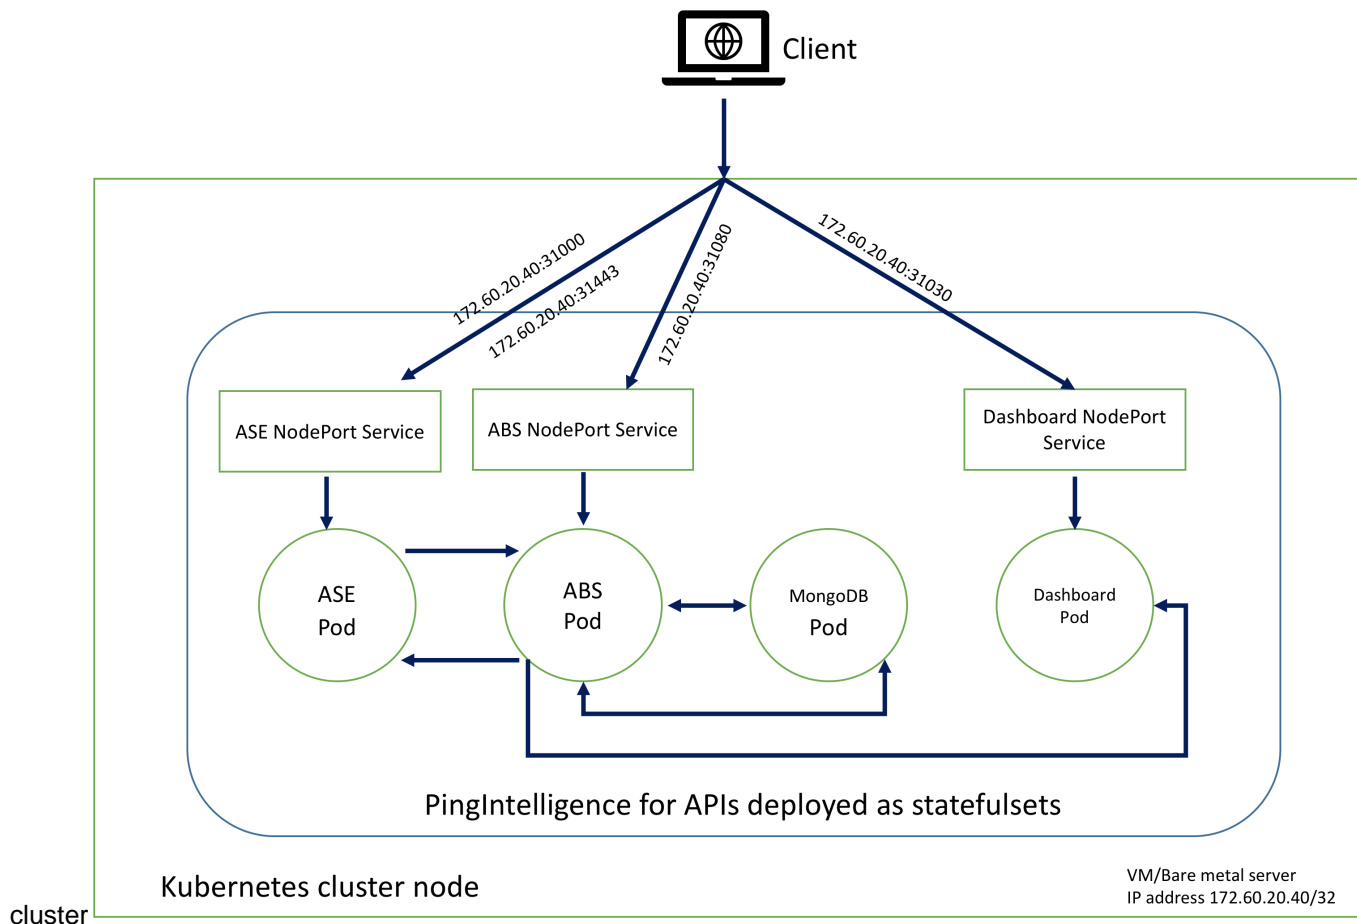 Client
172.60.20.40:31000
172.60.20.40:31443
172.60.20.40:31080
172.60.20.40:31030
ASE NodePort Service
ABS NodePort Service
Dashboard NodePort
Service
ASE
Pod
ABS
Pod
MongoDB
Pod
Dashboard
Pod
PingIntelligence for APIs deployed as statefulsets
Kubernetes cluster node
VM/Bare metal server
IP address 172.60.20.40/32
cluster